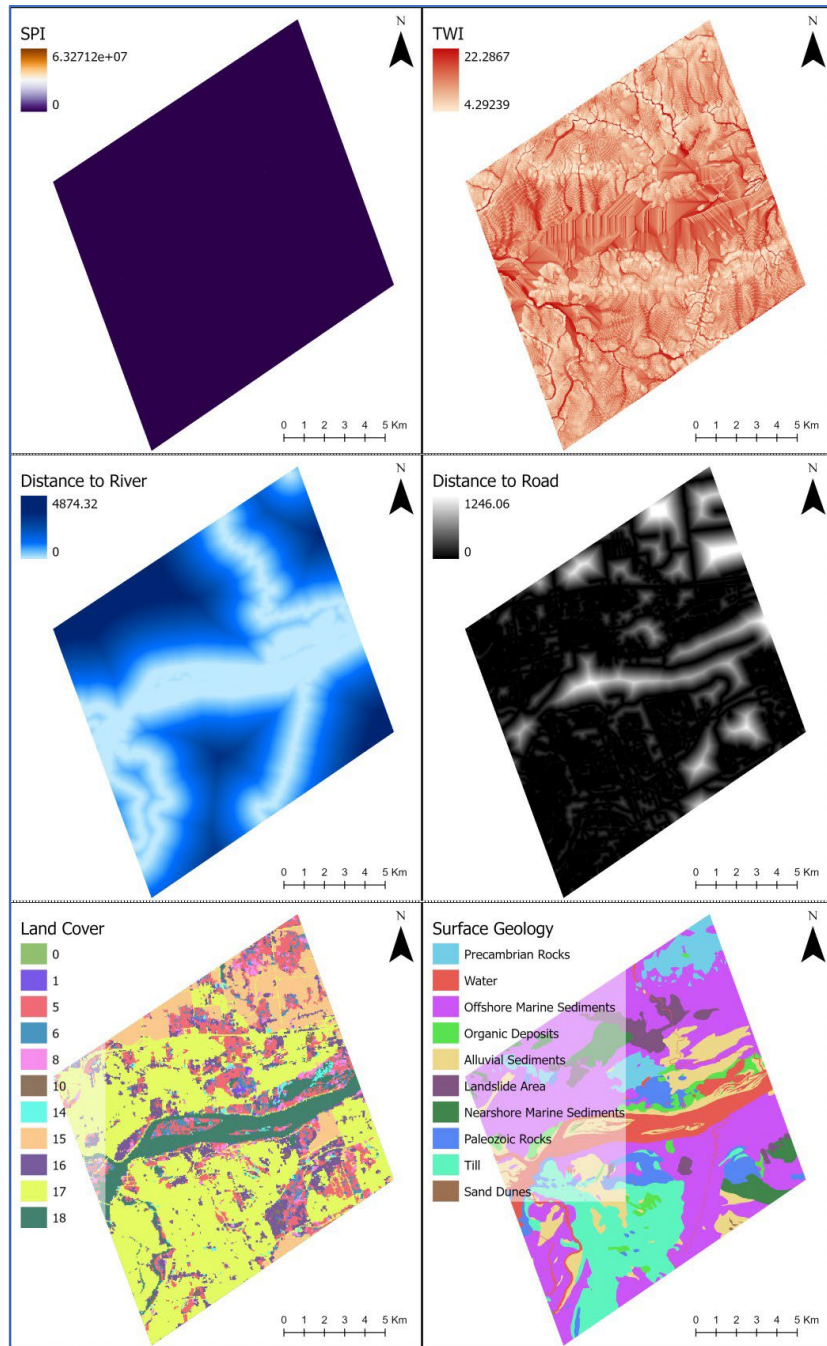 SPI
N
6.32712e+07
0
0 1 2 3 4 5 Km
TWI
N
22.2867
4.29239
0 1 2 3 4 5 Km
Distance to River
N
4874.32
0
0 1 2 3 4 5 Km
Distance to Road
N
1246.06
0
0 1 2 3 4 5 Km
Land Cover
N
0
1
5
6
8
10
14
15
16
17
18
0 1 2 3 4 5 Km
Surface Geology
N
Precambrian Rocks
Water
Offshore Marine Sediments
Organic Deposits
Alluvial Sediments
Landslide Area
Nearshore Marine Sediments
Paleozoic Rocks
Till
Sand Dunes
0 1 2 3 4 5 Km